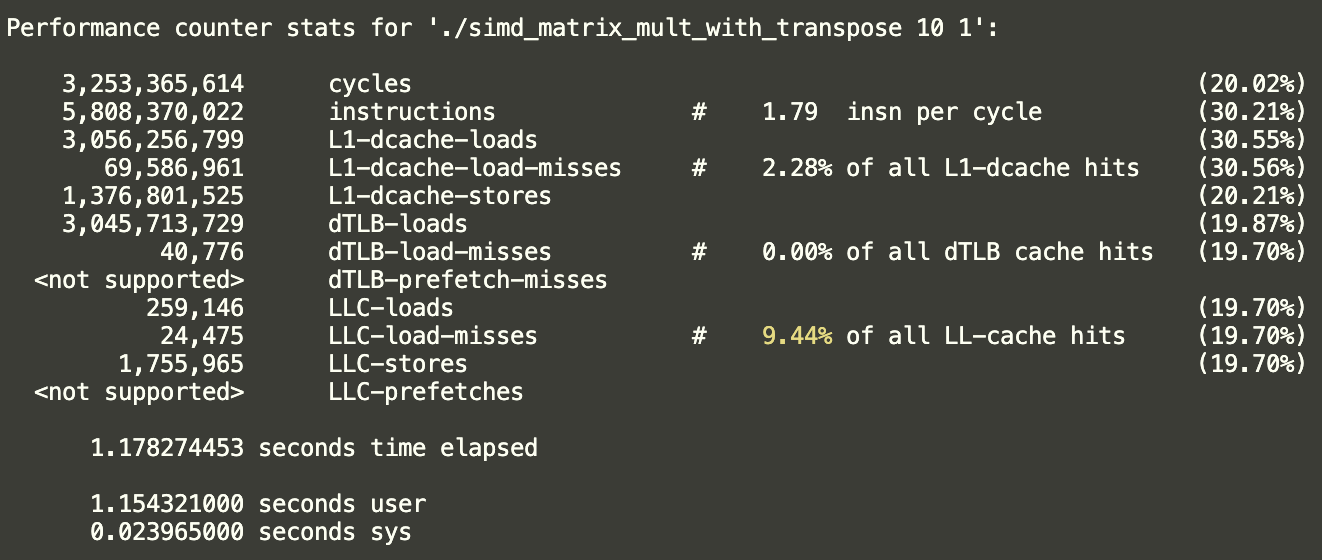 Performance counter stats for './simd_matrix_mult_with_transpose 10 1':
3,253,365,614 cycles (20.02%)
5,808,370,022 instructions # 1.79 insn per cycle (30.21%)
3,056,256,799 L1-dcache-loads (30.55%)
69,586,961 L1-dcache-load-misses # 2.28% of all L1-dcache hits (30.56%)
1,376,801,525 L1-dcache-stores (20.21%)
3,045,713,729 dTLB-loads (19.87%)
40,776 dTLB-load-misses # 0.00% of all dTLB cache hits (19.70%)
<not supported> dTLB-prefetch-misses
259,146 LLC-loads (19.70%)
24,475 LLC-load-misses # 9.44% of all LL-cache hits (19.70%)
1,755,965 LLC-stores (19.70%)
<not supported> LLC-prefetches
1.178274453 seconds time elapsed
1.154321000 seconds user
0.023965000 seconds sys